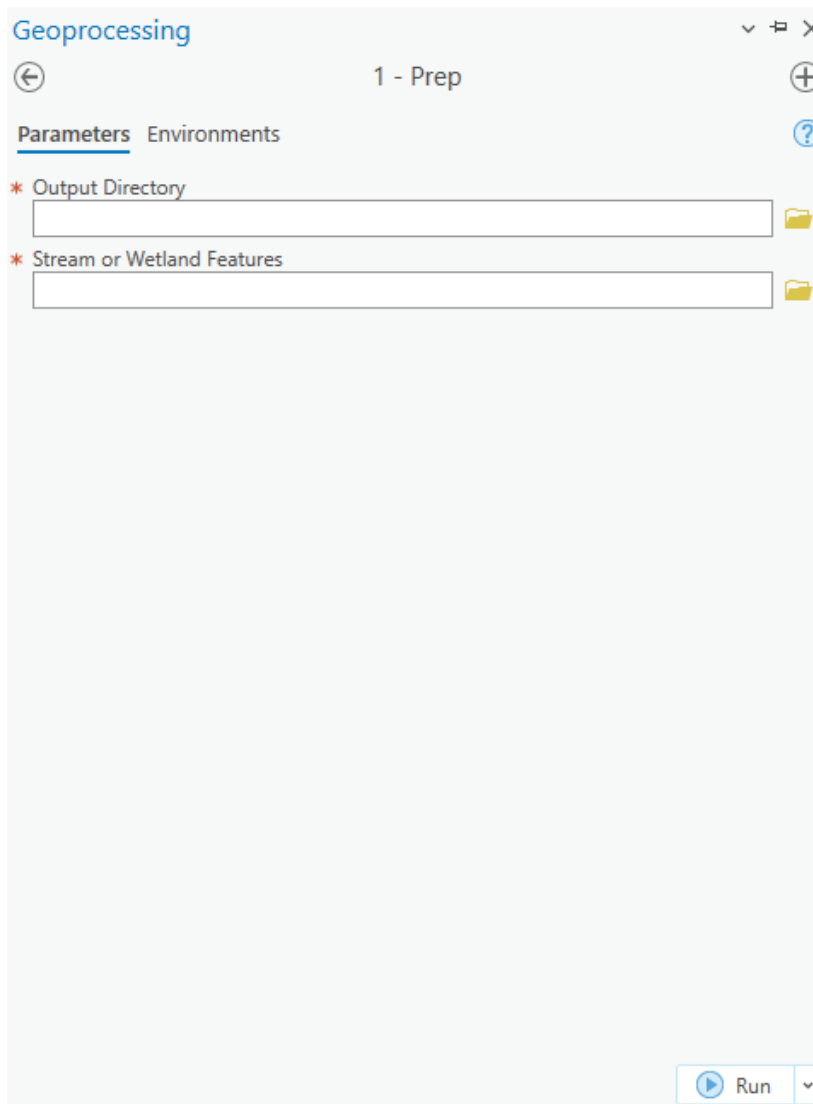 Geoprocessing
1 - Prep
Parameters Environments
* Output Directory
* Stream or Wetland Features
Run